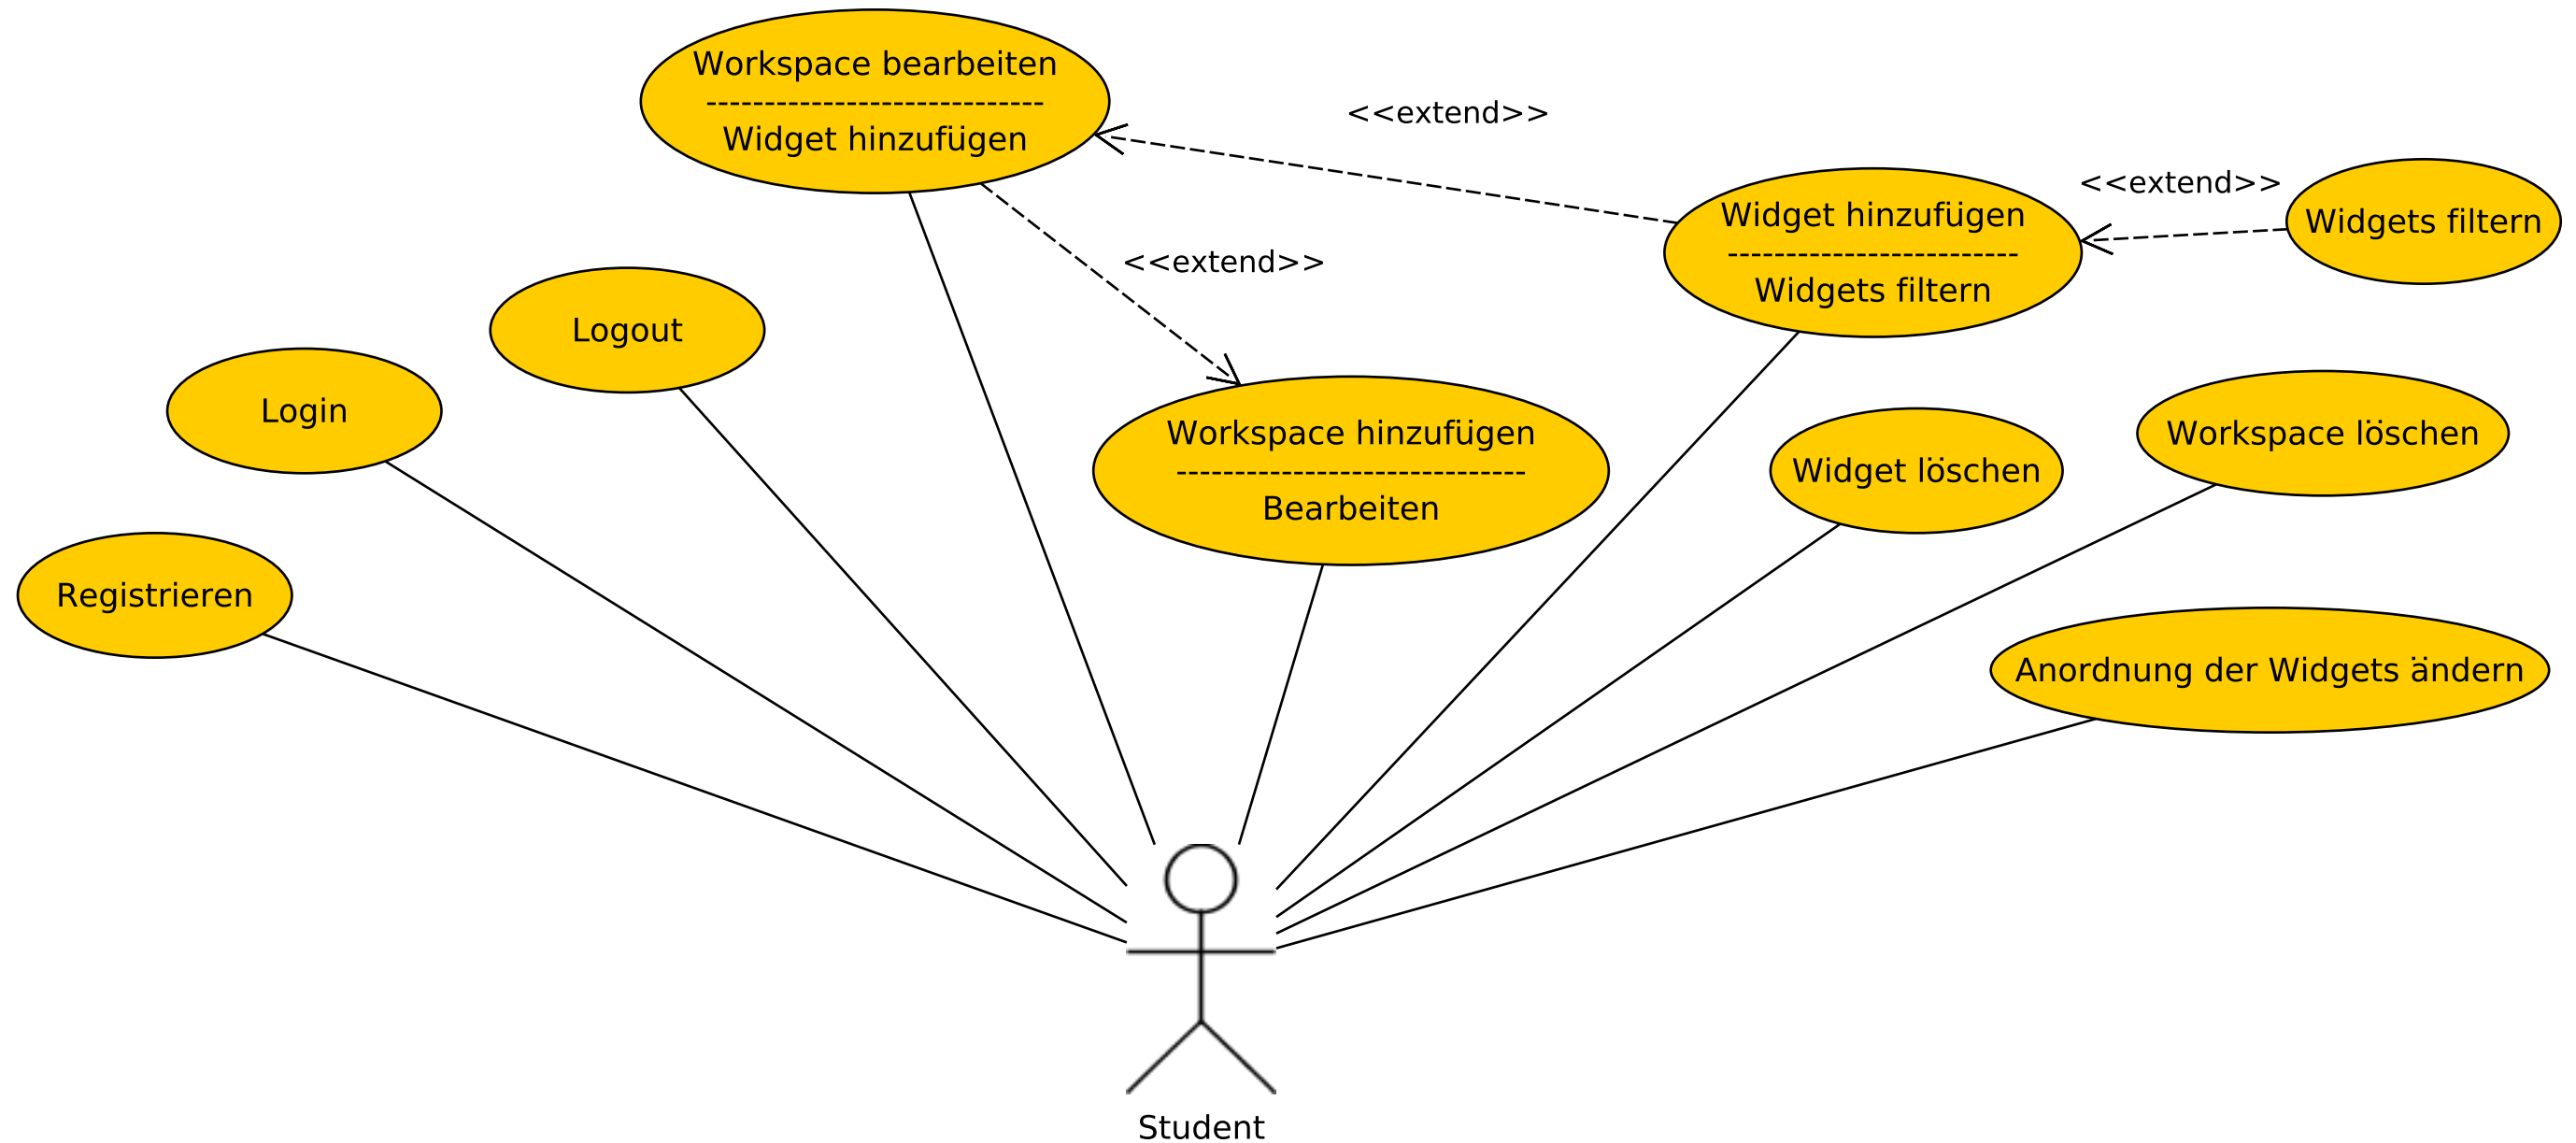 Workspace bearbeiten
-----------------------------
Widget hinzufügen
<<extend>>
<<extend>>
Widgets filtern
Widget hinzufügen
-------------------------
Widgets filtern
<<extend>>
Logout
Login
Workspace hinzufügen
------------------------------
Bearbeiten
Widget löschen
Workspace löschen
Registrieren
Anordnung der Widgets ändern
Student